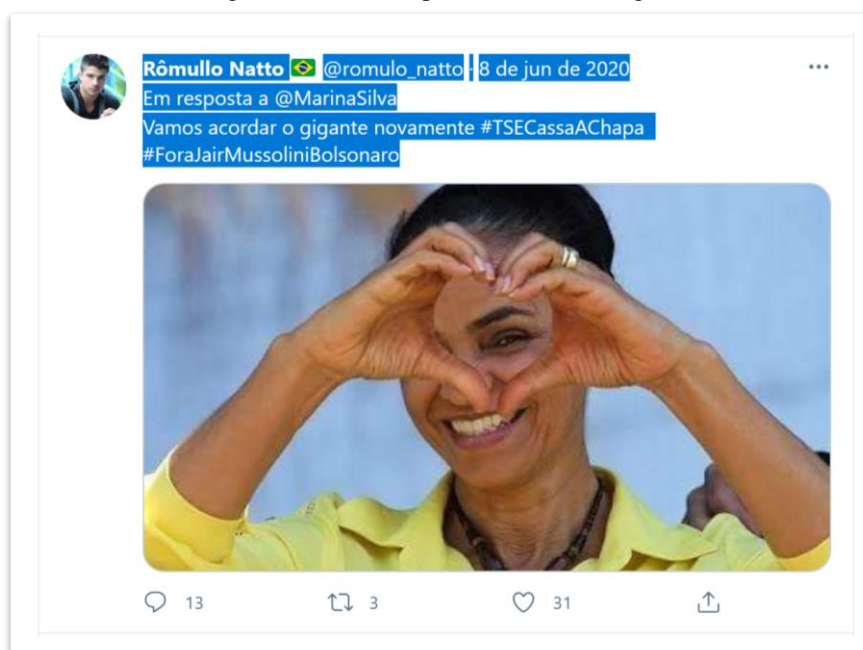 Rômullo Natto 🇧🇷 @romulo_natto · 8 de jun de 2020
Em resposta a @MarinaSilva
Vamos acordar o gigante novamente #TSECassaAChapa
#ForaJairMussoliniBolsonaro
13 3 31